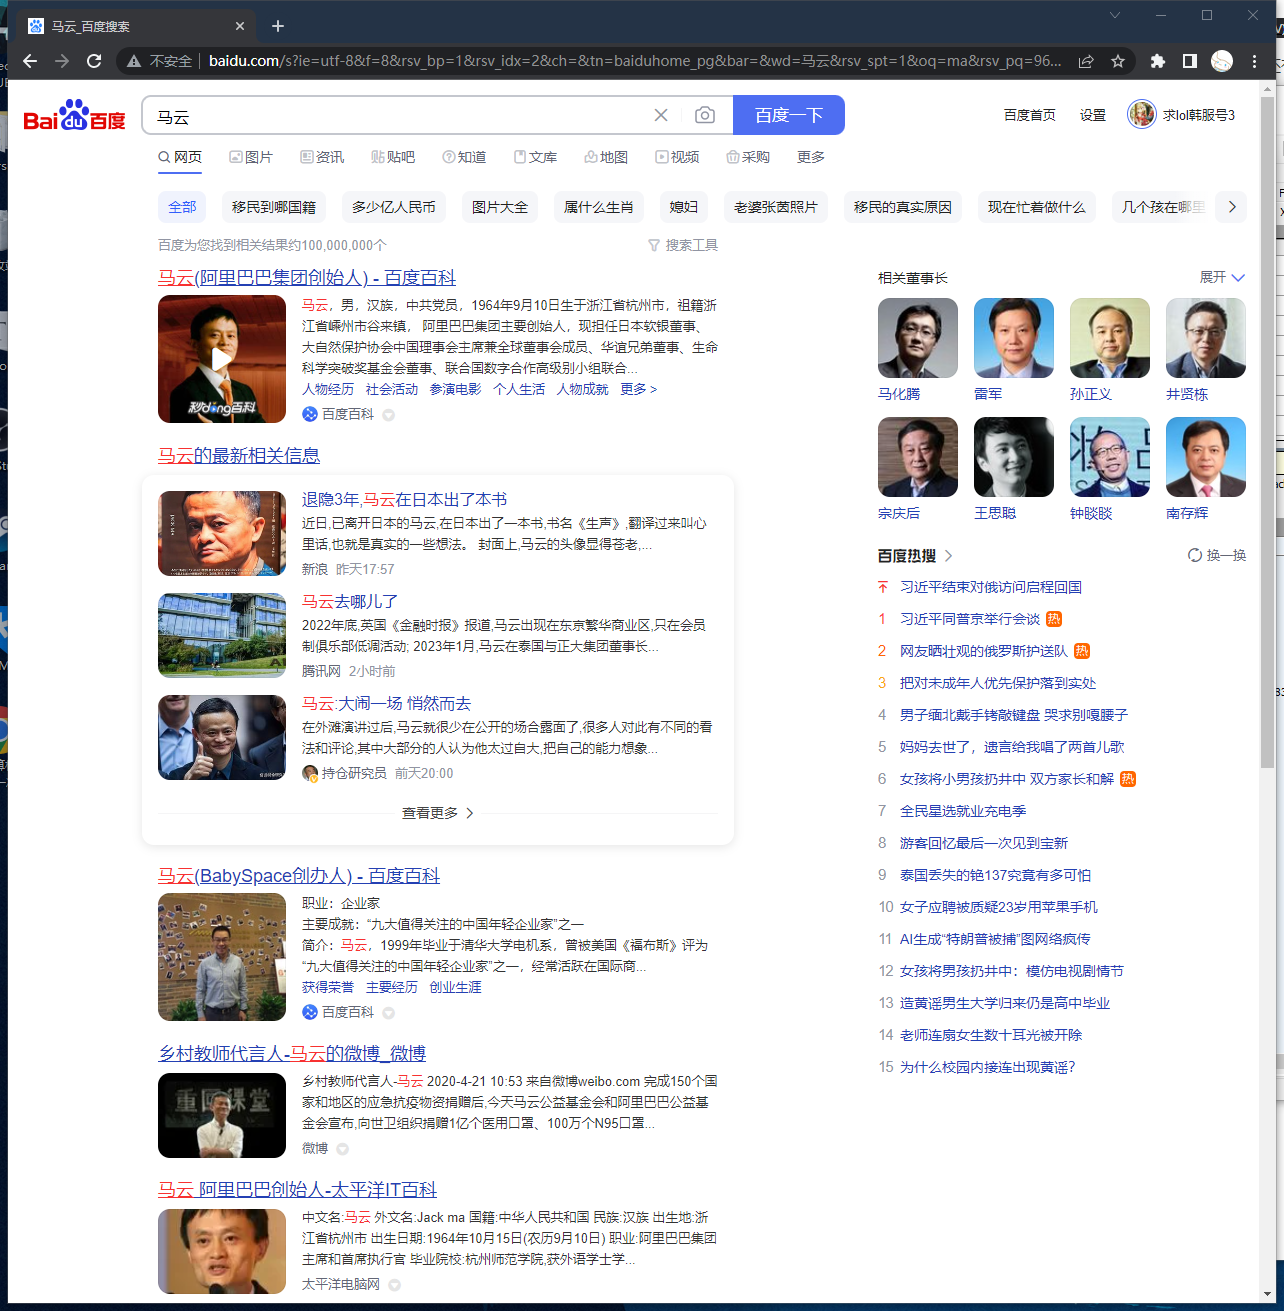 马云_百度搜索
不安全 baidu.com/s?ie=utf-8&f=8&rsv_bp=1&rsv_idx=2&ch=&tn=baiduhome_pg&bar=&wd=马云&rsv_spt=1&oq=ma&rsv_pq=96...
Bai du 百度
马云
百度一下
百度首页 设置 求lol韩服号3
网页 图片 资讯 贴吧 知道 文库 地图 视频 采购 更多
全部 移民到哪国籍 多少亿人民币 图片大全 属什么生肖 媳妇 老婆张茵照片 移民的真实原因 现在忙着做什么 几个孩在哪里
百度为您找到相关结果约100,000,000个 搜索工具
马云(阿里巴巴集团创始人) - 百度百科
秒dong百科
马云，男，汉族，中共党员，1964年9月10日生于浙江省杭州市，祖籍浙
江省嵊州市谷来镇， 阿里巴巴集团主要创始人，现担任日本软银董事、
大自然保护协会中国理事会主席兼全球董事会成员、华谊兄弟董事、生命
科学突破奖基金会董事、联合国数字合作高级别小组联合...
人物经历 社会活动 参演电影 个人生活 人物成就 更多 >
百度百科
马云的最新相关信息
退隐3年,马云在日本出了本书
近日,已离开日本的马云,在日本出了一本书,书名《生声》,翻译过来叫心
里话,也就是真实的一些想法。 封面上,马云的头像显得苍老,...
新浪 昨天17:57
马云去哪儿了
2022年底,英国《金融时报》报道,马云出现在东京繁华商业区,只在会员
制俱乐部低调活动; 2023年1月,马云在泰国与正大集团董事长...
腾讯网 2小时前
马云:大闹一场 悄然而去
在外滩演讲过后,马云就很少在公开的场合露面了,很多人对此有不同的看
法和评论,其中大部分的人认为他太过自大,把自己的能力想象...
持仓研究员 前天20:00
查看更多
马云(BabySpace创办人) - 百度百科
职业：企业家
主要成就：“九大值得关注的中国年轻企业家”之一
简介：马云，1999年毕业于清华大学电机系，曾被美国《福布斯》评为
“九大值得关注的中国年轻企业家”之一，经常活跃在国际商...
获得荣誉 主要经历 创业生涯
百度百科
乡村教师代言人-马云的微博_微博
重回课堂
乡村教师代言人-马云 2020-4-21 10:53 来自微博weibo.com 完成150个国
家和地区的应急抗疫物资捐赠后,今天马云公益基金会和阿里巴巴公益基
金会宣布,向世卫组织捐赠1亿个医用口罩、100万个N95口罩...
微博
马云 阿里巴巴创始人-太平洋IT百科
中文名:马云 外文名:Jack ma 国籍:中华人民共和国 民族:汉族 出生地:浙
江省杭州市 出生日期:1964年10月15日(农历9月10日) 职业:阿里巴巴集团
主席和首席执行官 毕业院校:杭州师范学院,获外语学士学...
太平洋电脑网
相关董事长 展开
马化腾 雷军 孙正义 井贤栋
宗庆后 王思聪 钟睒睒 南存辉
百度热搜 换一换
习近平结束对俄访问启程回国
1 习近平同普京举行会谈 热
2 网友晒壮观的俄罗斯护送队 热
3 把对未成年人优先保护落到实处
4 男子缅北戴手铐敲键盘 哭求别嘎腰子
5 妈妈去世了，遗言给我唱了两首儿歌
6 女孩将小男孩扔井中 双方家长和解 热
7 全民星选就业充电季
8 游客回忆最后一次见到宝新
9 泰国丢失的铯137究竟有多可怕
10 女子应聘被质疑23岁用苹果手机
11 AI生成“特朗普被捕”图网络疯传
12 女孩将男孩扔井中：模仿电视剧情节
13 造黄谣男生大学归来仍是高中毕业
14 老师连扇女生数十耳光被开除
15 为什么校园内接连出现黄谣？